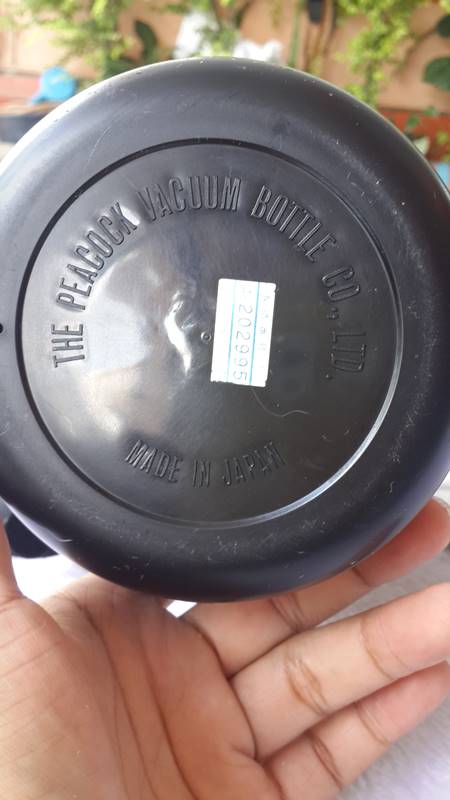 THE PEACOCK VACUUM BOTTLE CO., LTD.
202995
MADE IN JAPAN